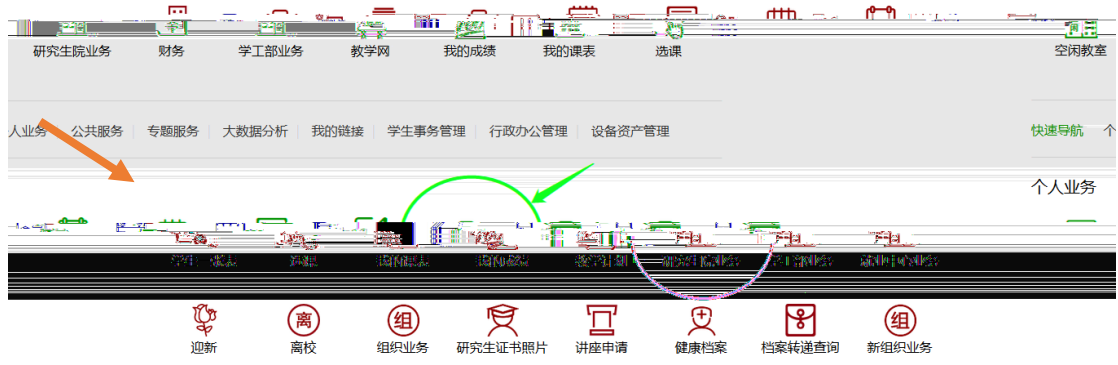 研究生院业务 财务 学工部业务 教学网 我的成绩 我的课表 选课 空闲教室
人业务 公共服务 专题服务 大数据分析 我的链接 学生事务管理 行政办公管理 设备资产管理 快速导航 个
个人业务
迎新 离校 组织业务 研究生证书照片 讲座申请 健康档案 档案转递查询 新组织业务